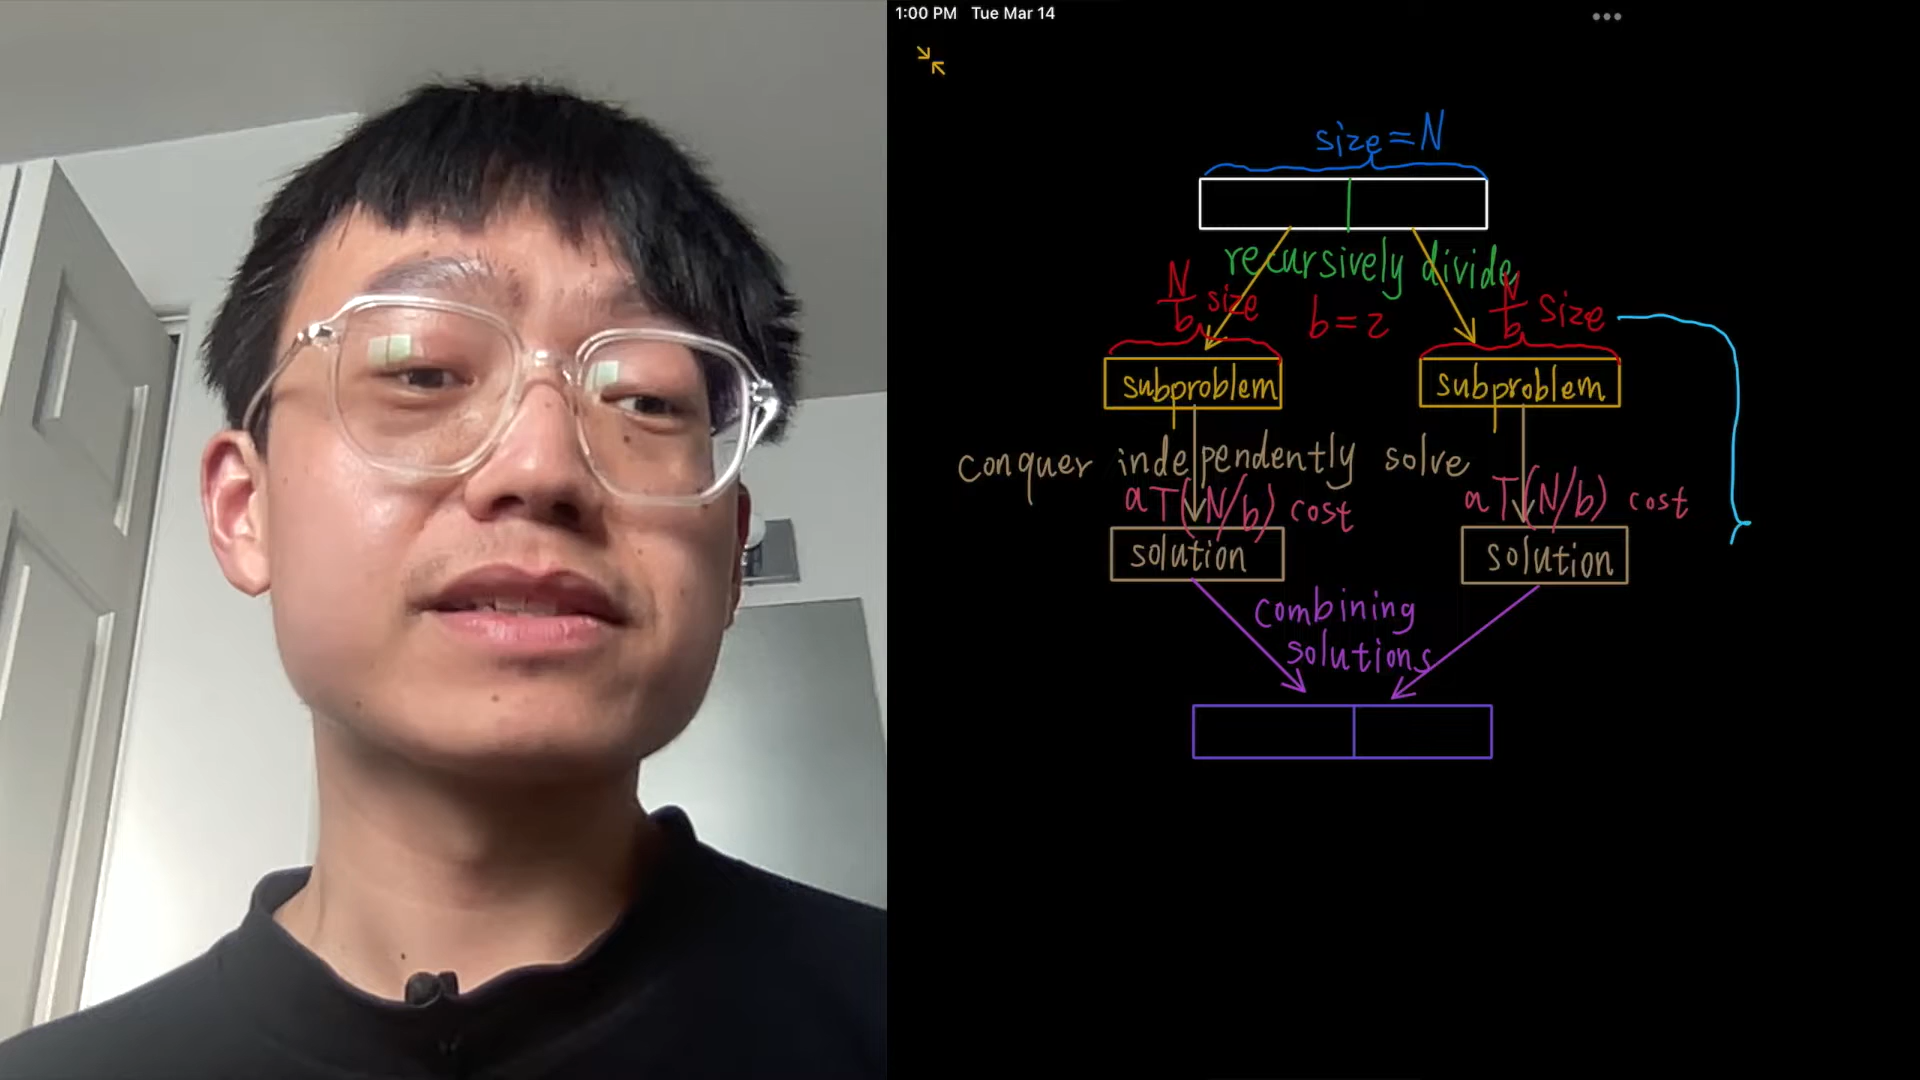 1:00 PM Tue Mar 14
size=N
recursively divide
N/b size
b=2
N/b size
subproblem
subproblem
conquer independently solve
aT(N/b) cost
aT(N/b) cost
solution
solution
combining
solutions